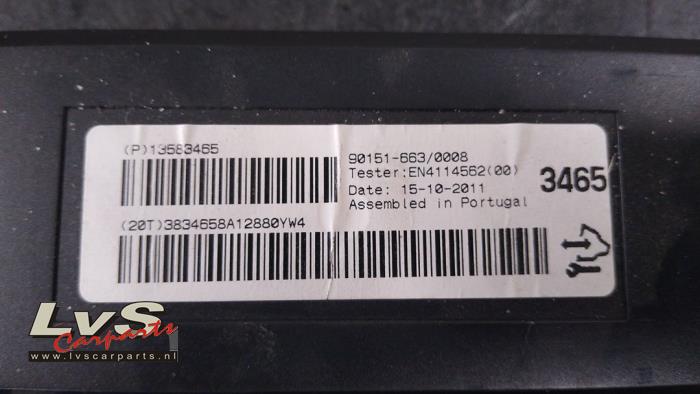 (P)13583465
90151-663/0008
Tester:EN4114562(00)
Date: 15-10-2011
Assembled in Portugal
3465
(20T)3834658A12880YW4
LvS
Carparts
www.lvscarparts.nl